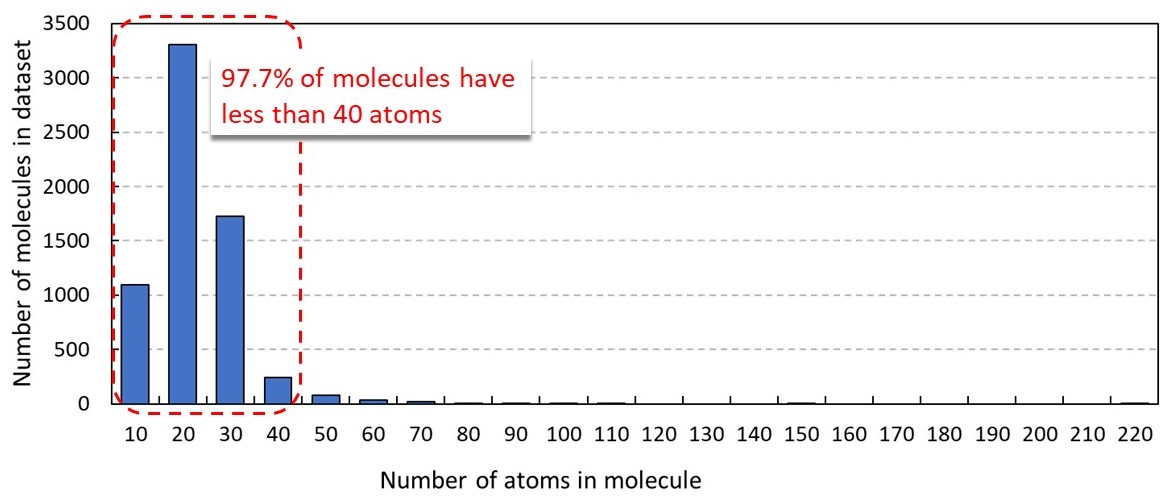 3500
3000
2500
2000
1500
1000
500
0
Number of molecules in dataset
97.7% of molecules have
less than 40 atoms
10 20 30 40 50 60 70 80 90 100 110 120 130 140 150 160 170 180 190 200 210 220
Number of atoms in molecule